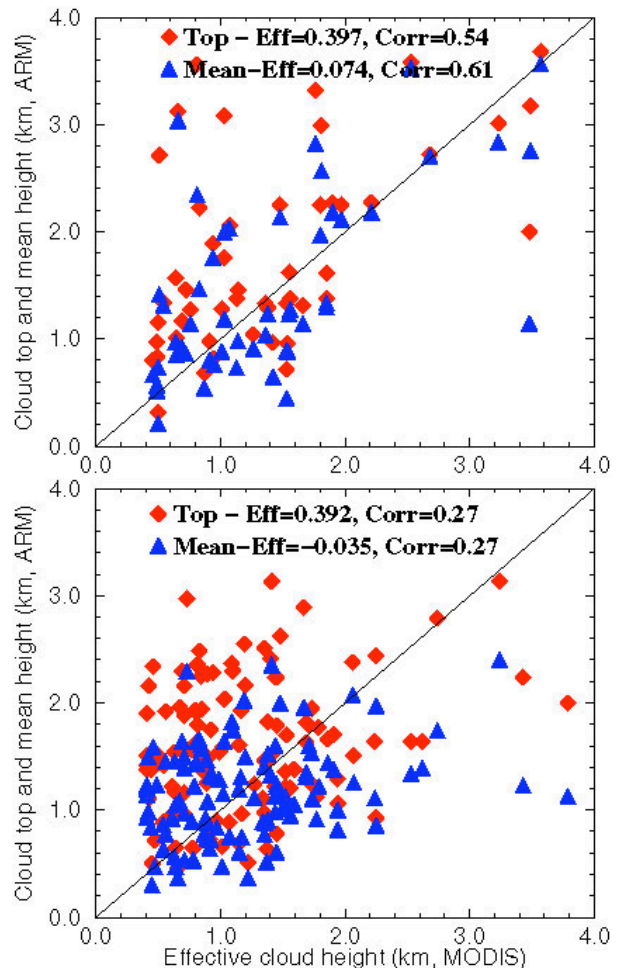 4.0
Top − Eff=0.397, Corr=0.54
Mean−Eff=0.074, Corr=0.61
3.0
2.0
1.0
0.0
Cloud top and mean height (km, ARM)
0.0 1.0 2.0 3.0 4.0
4.0
Top − Eff=0.392, Corr=0.27
Mean−Eff=−0.035, Corr=0.27
3.0
2.0
1.0
0.0
Cloud top and mean height (km, ARM)
0.0 1.0 2.0 3.0 4.0
Effective cloud height (km, MODIS)